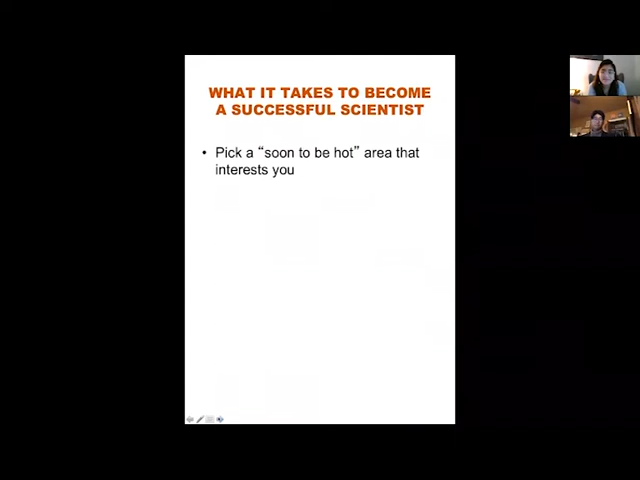 WHAT IT TAKES TO BECOME
A SUCCESSFUL SCIENTIST
• Pick a “soon to be hot” area that
interests you